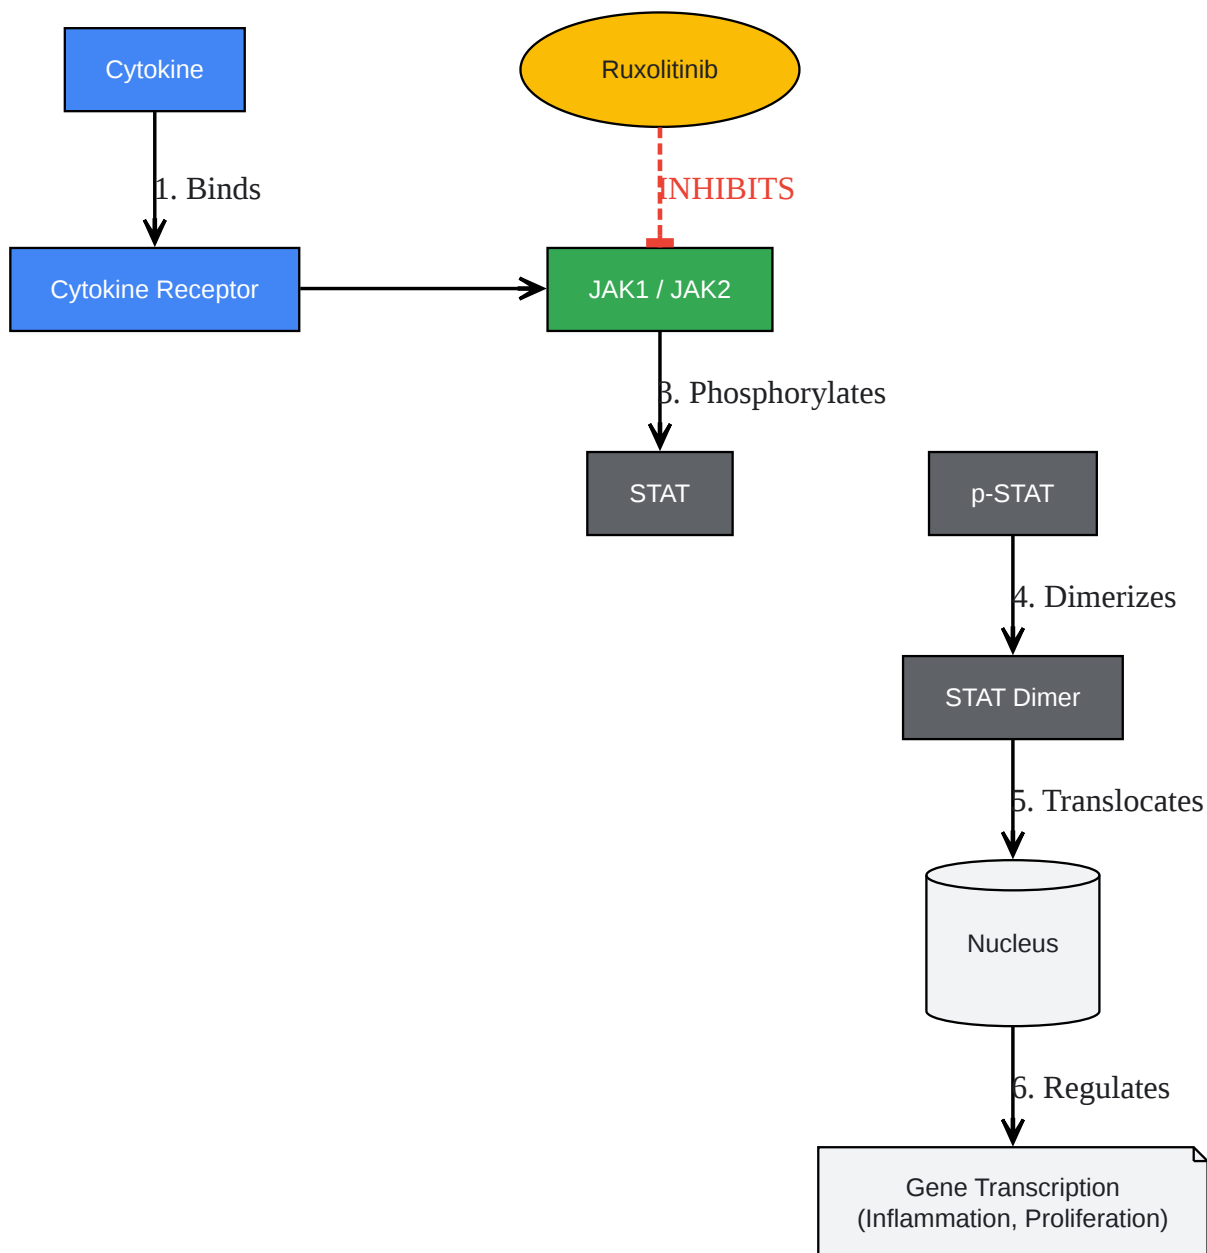 Cytokine
Ruxolitinib
1. Binds
INHIBITS
Cytokine Receptor
JAK1 / JAK2
3. Phosphorylates
STAT
p-STAT
4. Dimerizes
STAT Dimer
5. Translocates
Nucleus
6. Regulates
Gene Transcription
(Inflammation, Proliferation)